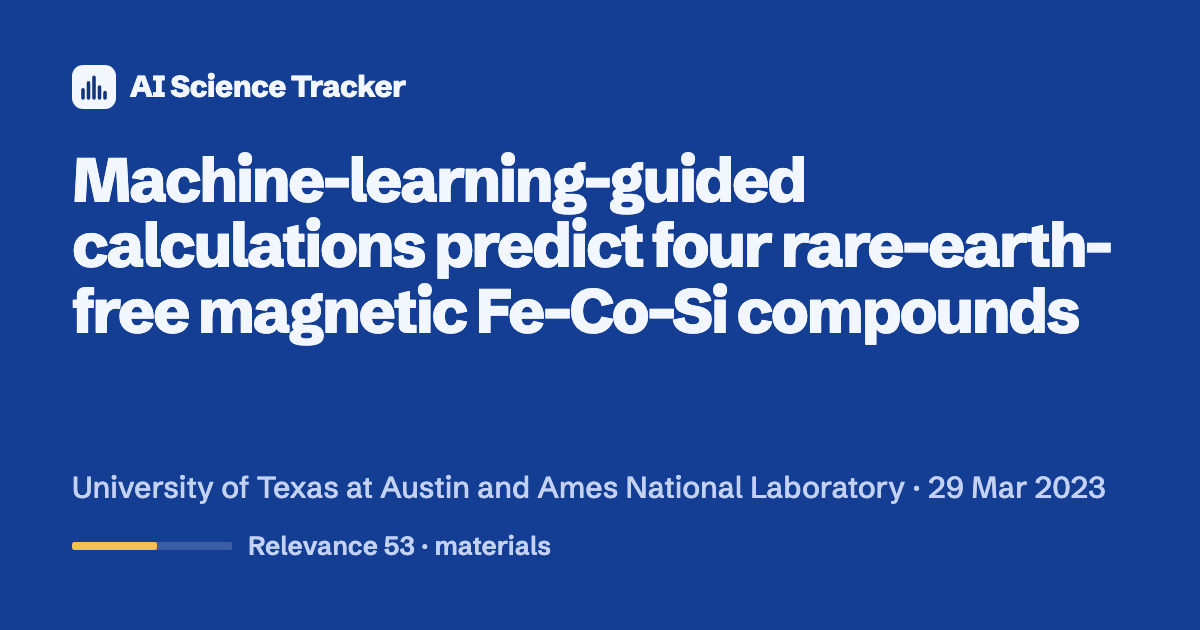 AI Science Tracker
Machine-learning-guided
calculations predict four rare-earth-
free magnetic Fe-Co-Si compounds
University of Texas at Austin and Ames National Laboratory · 29 Mar 2023
Relevance 53 · materials